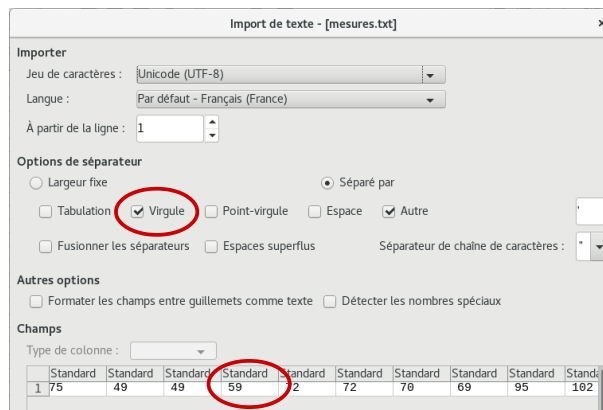 Import de texte - [mesures.txt]
Importer
Jeu de caractères : Unicode (UTF-8)
Langue : Par défaut - Français (France)
À partir de la ligne : 1
Options de séparateur
Largeur fixe Séparé par
Tabulation Virgule Point-virgule Espace Autre '
Fusionner les séparateurs Espaces superflus Séparateur de chaîne de caractères : "
Autres options
Formater les champs entre guillemets comme texte Détecter les nombres spéciaux
Champs
Type de colonne :
Standard Standard Standard Standard Standard Standard Standard Standard Standard Standa
1 75 49 49 59 72 72 70 69 95 102